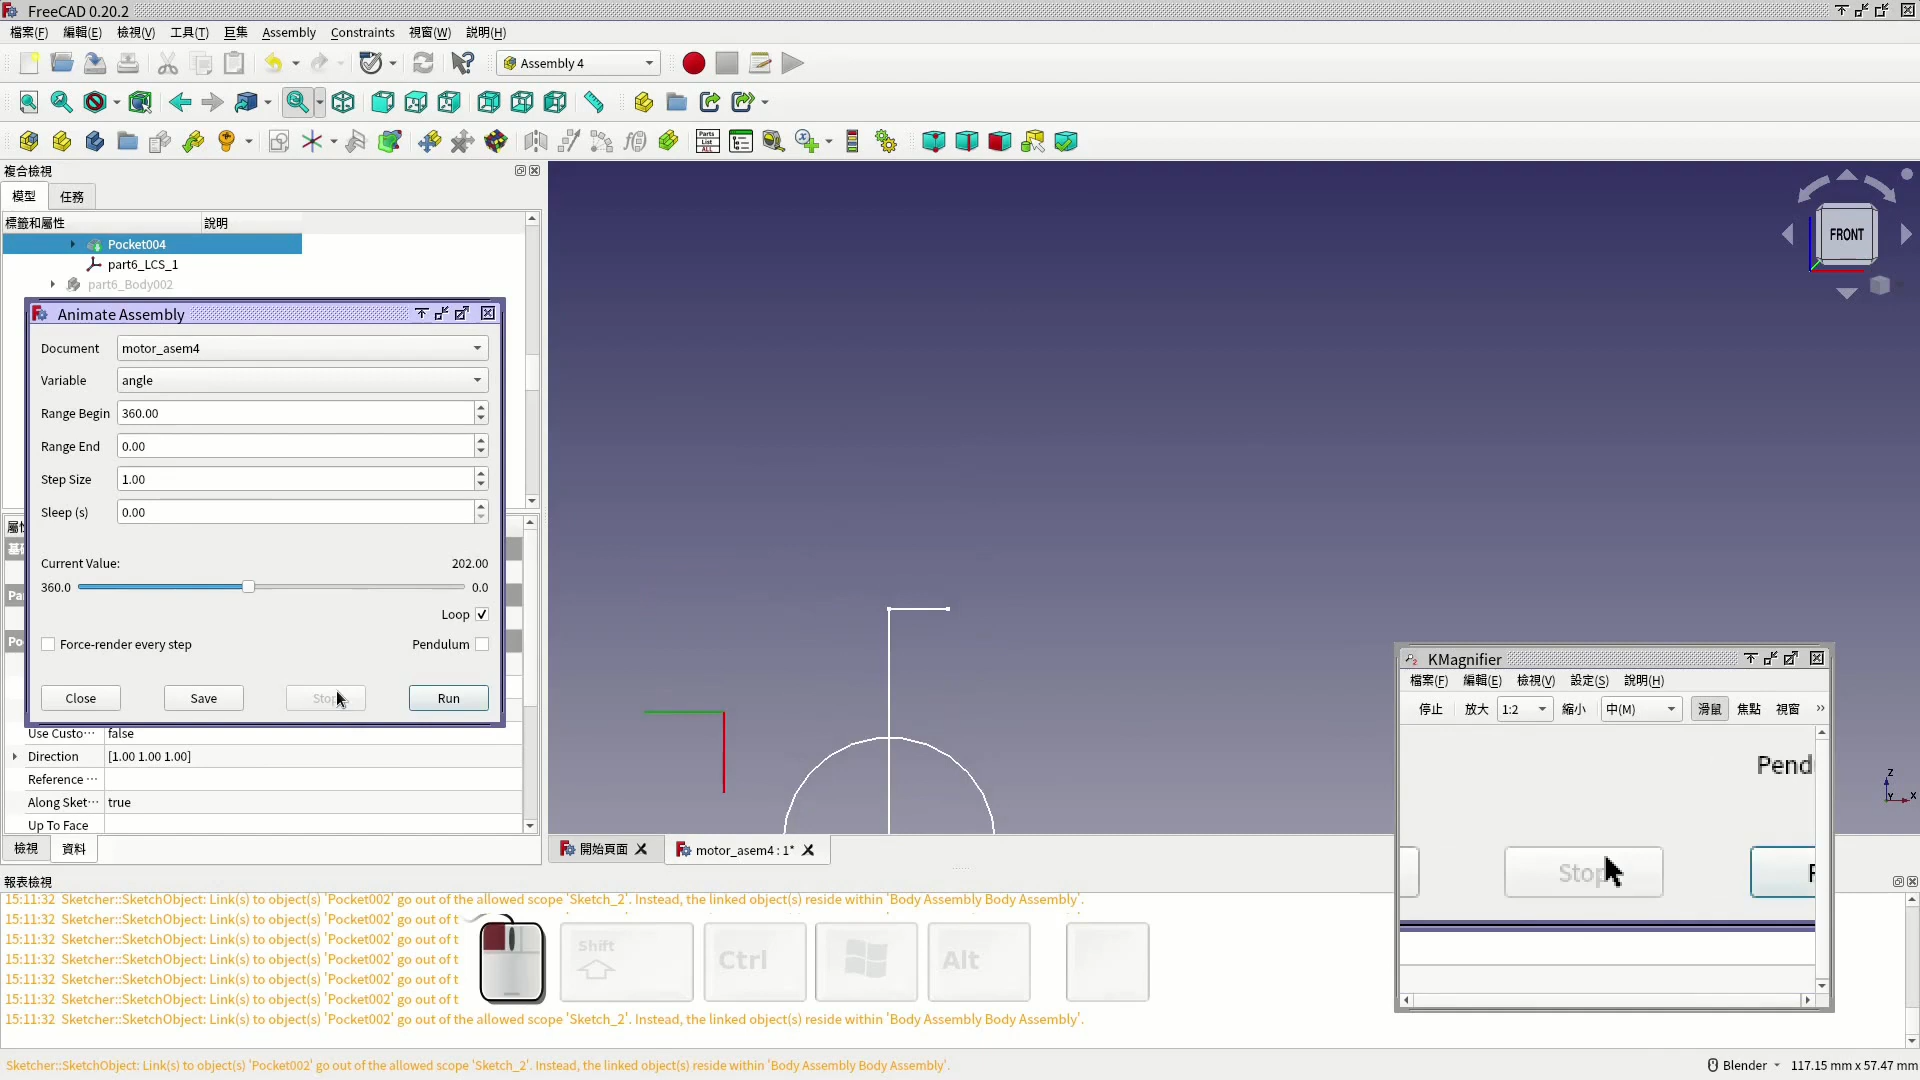 FreeCAD 0.20.2
檔案(F) 編輯(E) 檢視(V) 工具(T) 巨集 Assembly Constraints 視窗(W) 說明(H)
Assembly 4
Parts List ALL
複合檢視
模型 任務
標籤和屬性 說明
Pocket004
part6_LCS_1
part6_Body002
FRONT
Animate Assembly
Document motor_asem4
Variable angle
Range Begin 360.00
Range End 0.00
Step Size 1.00
Sleep (s) 0.00
Current Value: 202.00
360.0 0.0
Loop
Force-render every step Pendulum
Close Save Stop Run
Use Custo··· false
Direction [1.00 1.00 1.00]
Reference ···
Along Sket··· true
Up To Face
檢視 資料
開始頁面 motor_asem4 : 1*
Z
Y X
KMagnifier
檔案(F) 編輯(E) 檢視(V) 設定(S) 說明(H)
停止 放大 1:2 縮小 中(M) 滑鼠 焦點 視窗 »
Pend
Stop
報表檢視
15:11:32 Sketcher::SketchObject: Link(s) to object(s) 'Pocket002' go out of the allowed scope 'Sketch_2'. Instead, the linked object(s) reside within 'Body Assembly Body Assembly'.
15:11:32 Sketcher::SketchObject: Link(s) to object(s) 'Pocket002' go out of t
15:11:32 Sketcher::SketchObject: Link(s) to object(s) 'Pocket002' go out of t
15:11:32 Sketcher::SketchObject: Link(s) to object(s) 'Pocket002' go out of t
15:11:32 Sketcher::SketchObject: Link(s) to object(s) 'Pocket002' go out of t
15:11:32 Sketcher::SketchObject: Link(s) to object(s) 'Pocket002' go out of t
15:11:32 Sketcher::SketchObject: Link(s) to object(s) 'Pocket002' go out of the allowed scope 'Sketch_2'. Instead, the linked object(s) reside within 'Body Assembly Body Assembly'.
Shift Ctrl Alt
Sketcher::SketchObject: Link(s) to object(s) 'Pocket002' go out of the allowed scope 'Sketch_2'. Instead, the linked object(s) reside within 'Body Assembly Body Assembly'.
Blender 117.15 mm x 57.47 mm